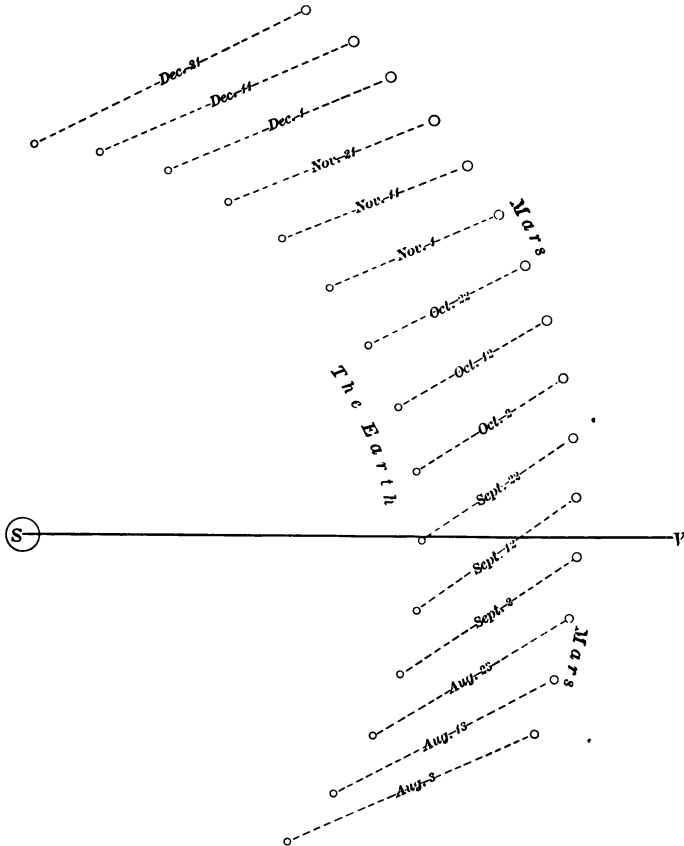 Dec. 21
Dec. 11
Dec. 1
Nov. 21
Nov. 11
Mars
Nov. 1
Oct. 22
Oct. 12
The Earth
Oct. 2
Sept. 22
S
V
Sept. 12
Sept. 2
Mars
Aug. 23
Aug. 13
Aug. 3